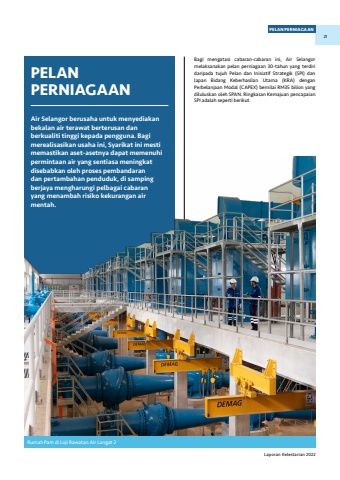 PELAN PERNIAGAAN
21
PELAN
PERNIAGAAN
Air Selangor berusaha untuk menyediakan
bekalan air terawat berterusan dan
berkualiti tinggi kepada pengguna. Bagi
merealisasikan usaha ini, Syarikat ini mesti
memastikan aset-asetnya dapat memenuhi
permintaan air yang sentiasa meningkat
disebabkan oleh proses pembandaran
dan pertambahan penduduk, di samping
berjaya mengharungi pelbagai cabaran
yang menambah risiko kekurangan air
mentah.
Bagi mengatasi cabaran-cabaran ini, Air Selangor
melaksanakan pelan perniagaan 30-tahun yang terdiri
daripada tujuh Pelan dan Inisiatif Strategik (SPI) dan
lapan Bidang Keberhasilan Utama (KRA) dengan
Perbelanjaan Modal (CAPEX) bernilai RM35 bilion yang
diluluskan oleh SPAN. Ringkasan Kemajuan pencapaian
SPI adalah seperti berikut.
DEMAG
DEMAG
DEMAG
Rumah Pam di Loji Rawatan Air Langat 2
Laporan Kelestarian 2022